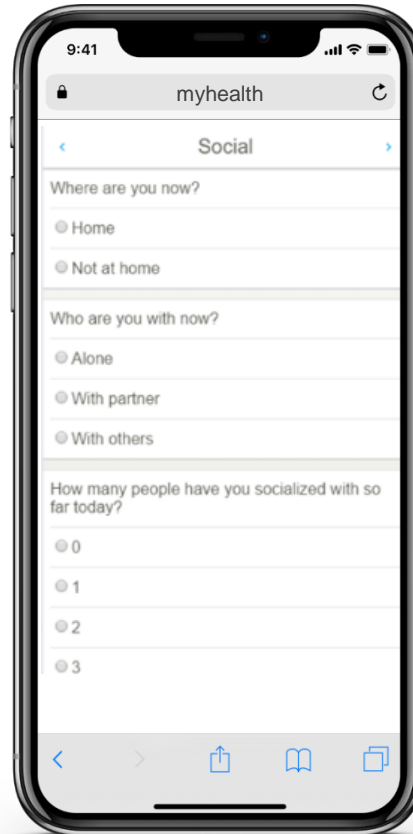 9:41
myhealth
Social
Where are you now?
Home
Not at home
Who are you with now?
Alone
With partner
With others
How many people have you socialized with so
far today?
0
1
2
3